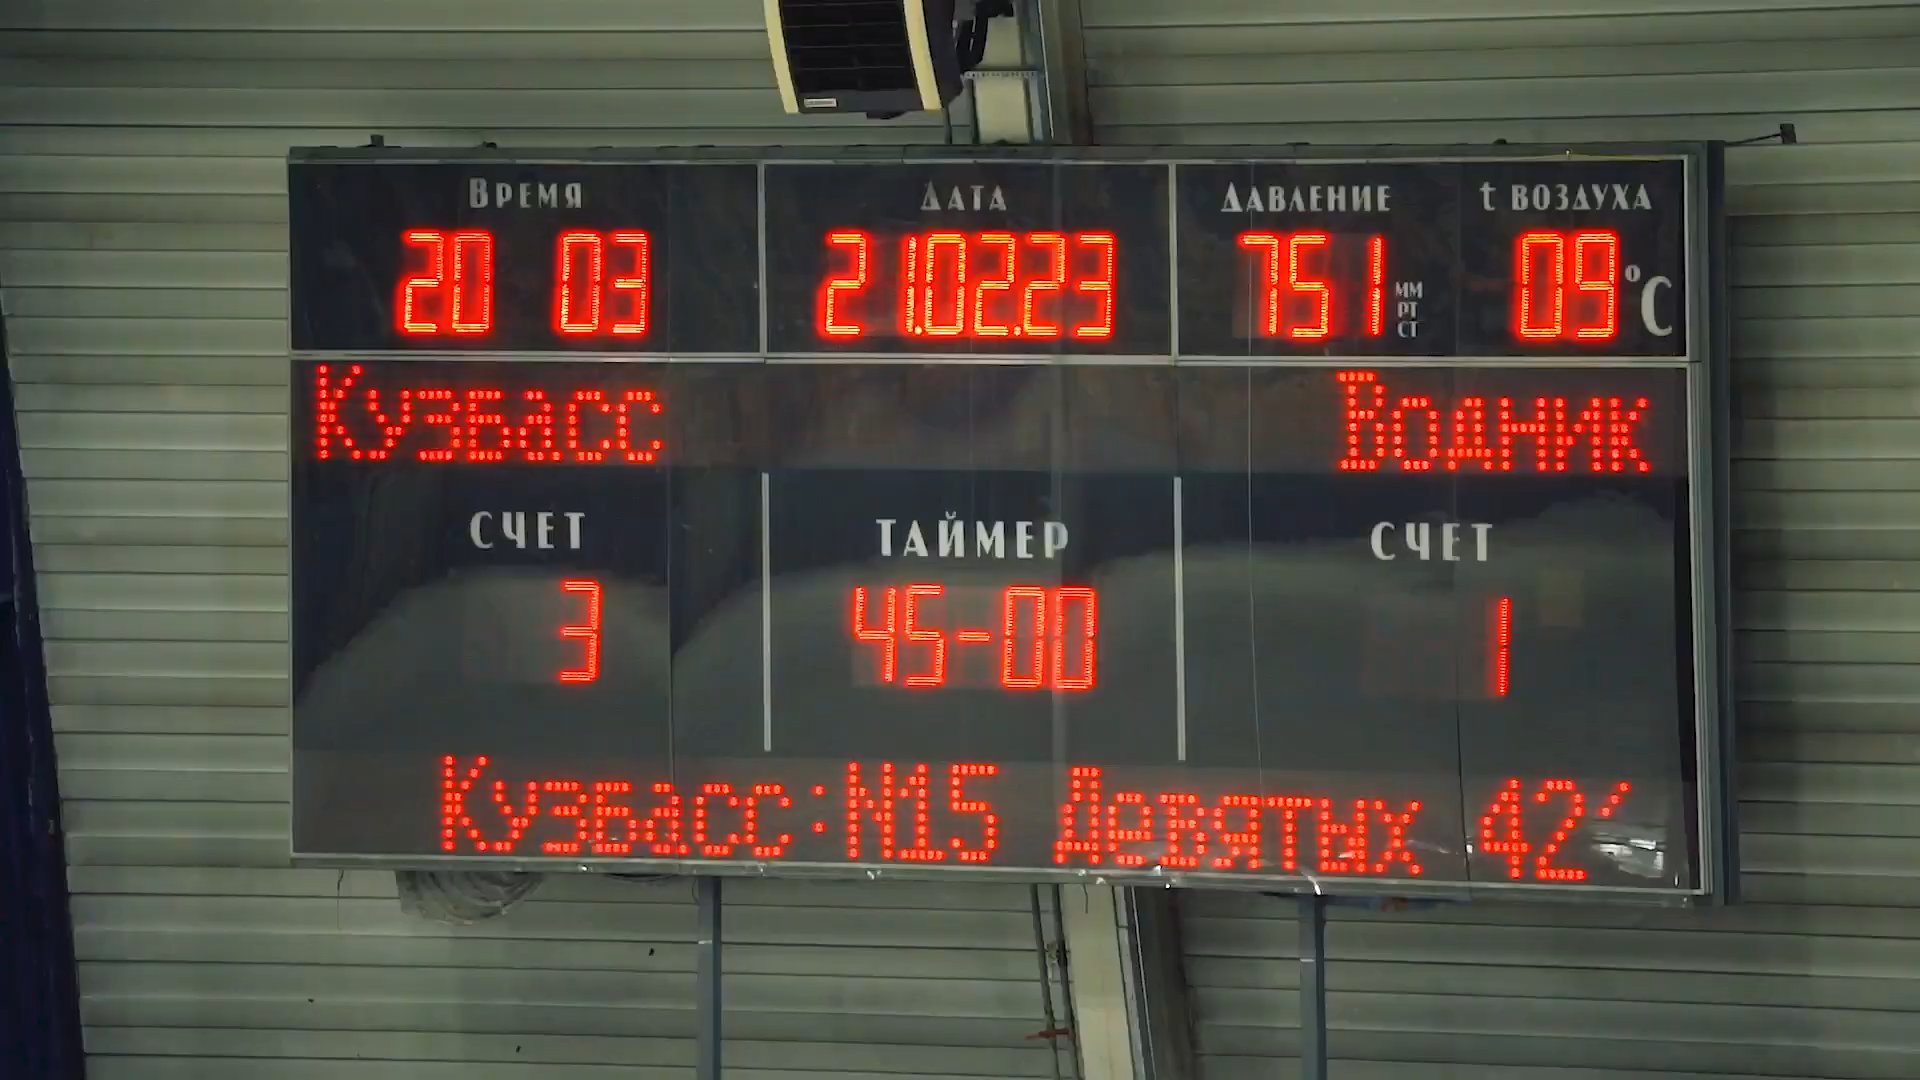 Время Дата Давление t воздуха
20 03 21.02.23 751 мм рт ст 09 °С
Кузбасс Водник
СЧЕТ ТАЙМЕР СЧЕТ
3 45-00 1
Кузбасс:N15 Девятых 42'